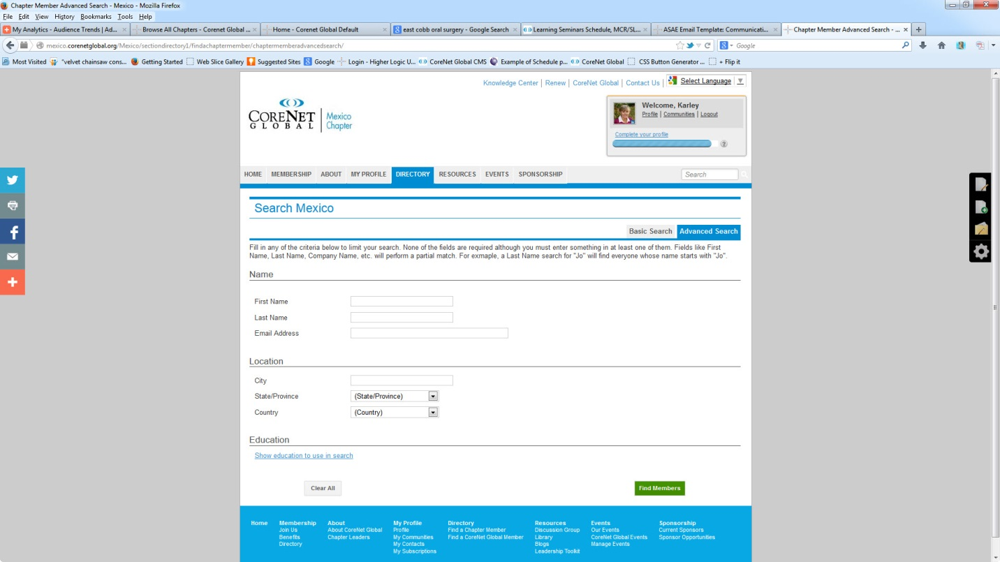 Chapter Member Advanced Search - Mexico - Mozilla Firefox
File Edit View History Bookmarks Tools Help
My Analytics - Audience Trends | Ad... × Browse All Chapters - Corenet Global ... × Home - Corenet Global Default × east cobb oral surgery - Google Search × Learning Seminars Schedule, MCR/SL... × ASAE Email Template: Communicati... × Chapter Member Advanced Search - ... × +
mexico.corenetglobal.org/Mexico/sectiondirectory1/findachaptermember/chaptermemberadvancedsearch/ Google
Most Visited "velvet chainsaw cons... Getting Started Web Slice Gallery Suggested Sites Google Login - Higher Logic U... CoreNet Global CMS Example of Schedule p... CoreNet Global CSS Button Generator ... + Flip it
Knowledge Center | Renew | CoreNet Global | Contact Us | Select Language ▼
CORENET GLOBAL Mexico Chapter
Welcome, Karley
Profile | Communities | Logout
Complete your profile
?
HOME MEMBERSHIP ABOUT MY PROFILE DIRECTORY RESOURCES EVENTS SPONSORSHIP Search
Search Mexico
Basic Search Advanced Search
Fill in any of the criteria below to limit your search. None of the fields are required although you must enter something in at least one of them. Fields like First
Name, Last Name, Company Name, etc. will perform a partial match. For exmaple, a Last Name search for "Jo" will find everyone whose name starts with "Jo".
Name
First Name
Last Name
Email Address
Location
City
State/Province (State/Province)
Country (Country)
Education
Show education to use in search
Clear All Find Members
Home Membership About My Profile Directory Resources Events Sponsorship
Join Us About CoreNet Global Profile Find a Chapter Member Discussion Group Our Events Current Sponsors
Benefits Chapter Leaders My Communities Find a CoreNet Global Member Library CoreNet Global Events Sponsor Opportunities
Directory My Contacts Blogs Manage Events
My Subscriptions Leadership Toolkit